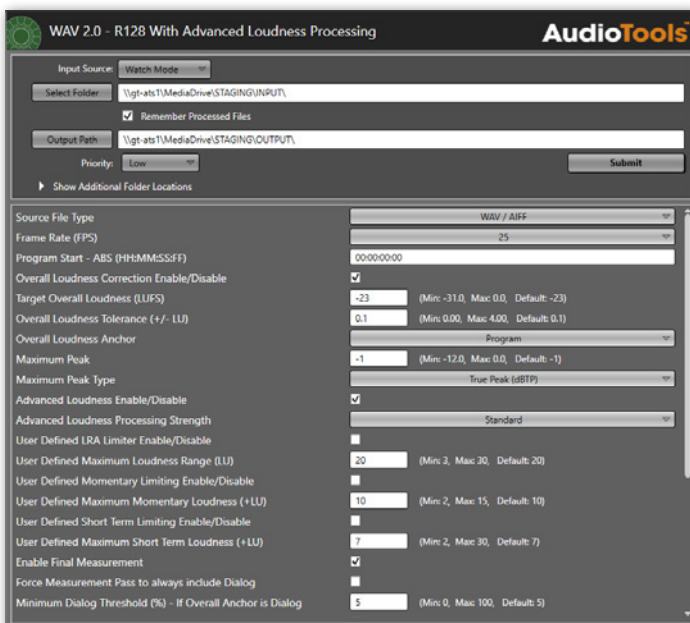 WAV 2.0 - R128 With Advanced Loudness Processing AudioTools
Input Source: Watch Mode
Select Folder \\gt-ats1\MediaDrive\STAGING\INPUT\
Remember Processed Files
Output Path \\gt-ats1\MediaDrive\STAGING\OUTPUT\
Priority: Low Submit
Show Additional Folder Locations
Source File Type WAV / AIFF
Frame Rate (FPS) 25
Program Start - ABS (HH:MM:SS:FF) 00:00:00:00
Overall Loudness Correction Enable/Disable
Target Overall Loudness (LUFS) -23 (Min: -31.0, Max: 0.0, Default: -23)
Overall Loudness Tolerance (+/- LU) 0.1 (Min: 0.00, Max: 4.00, Default: 0.1)
Overall Loudness Anchor Program
Maximum Peak -1 (Min: -12.0, Max: 0.0, Default: -1)
Maximum Peak Type True Peak (dBTP)
Advanced Loudness Enable/Disable
Advanced Loudness Processing Strength Standard
User Defined LRA Limiter Enable/Disable
User Defined Maximum Loudness Range (LU) 20 (Min: 3, Max: 30, Default: 20)
User Defined Momentary Limiting Enable/Disable
User Defined Maximum Momentary Loudness (+LU) 10 (Min: 2, Max: 15, Default: 10)
User Defined Short Term Limiting Enable/Disable
User Defined Maximum Short Term Loudness (+LU) 7 (Min: 2, Max: 30, Default: 7)
Enable Final Measurement
Force Measurement Pass to always include Dialog
Minimum Dialog Threshold (%) - If Overall Anchor is Dialog 5 (Min: 0, Max: 100, Default: 5)